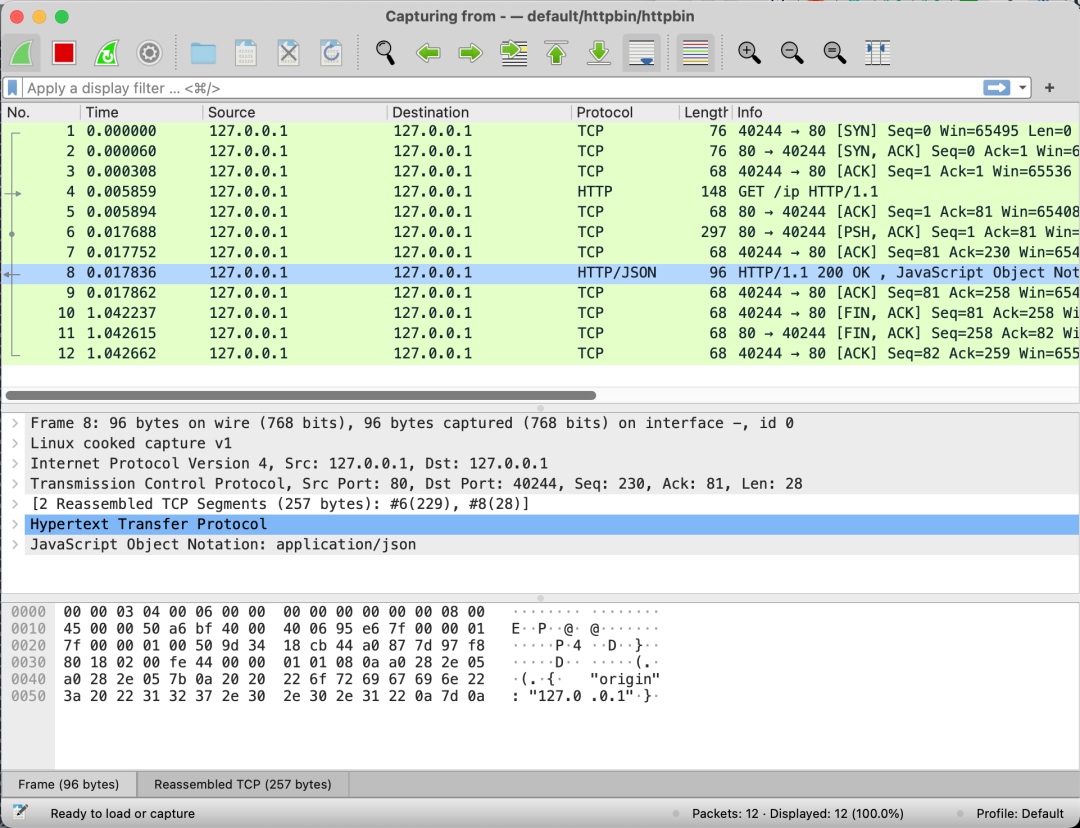 Capturing from - — default/httpbin/httpbin
Apply a display filter ... <⌘/>
No. Time Source Destination Protocol Length Info
1 0.000000 127.0.0.1 127.0.0.1 TCP 76 40244 → 80 [SYN] Seq=0 Win=65495 Len=0
2 0.000060 127.0.0.1 127.0.0.1 TCP 76 80 → 40244 [SYN, ACK] Seq=0 Ack=1 Win=6
3 0.000308 127.0.0.1 127.0.0.1 TCP 68 40244 → 80 [ACK] Seq=1 Ack=1 Win=65536
4 0.005859 127.0.0.1 127.0.0.1 HTTP 148 GET /ip HTTP/1.1
5 0.005894 127.0.0.1 127.0.0.1 TCP 68 80 → 40244 [ACK] Seq=1 Ack=81 Win=65408
6 0.017688 127.0.0.1 127.0.0.1 TCP 297 80 → 40244 [PSH, ACK] Seq=1 Ack=81 Win=
7 0.017752 127.0.0.1 127.0.0.1 TCP 68 40244 → 80 [ACK] Seq=81 Ack=230 Win=654
8 0.017836 127.0.0.1 127.0.0.1 HTTP/JSON 96 HTTP/1.1 200 OK , JavaScript Object Not
9 0.017862 127.0.0.1 127.0.0.1 TCP 68 40244 → 80 [ACK] Seq=81 Ack=258 Win=654
10 1.042237 127.0.0.1 127.0.0.1 TCP 68 40244 → 80 [FIN, ACK] Seq=81 Ack=258 Wi
11 1.042615 127.0.0.1 127.0.0.1 TCP 68 80 → 40244 [FIN, ACK] Seq=258 Ack=82 Wi
12 1.042662 127.0.0.1 127.0.0.1 TCP 68 40244 → 80 [ACK] Seq=82 Ack=259 Win=655
Frame 8: 96 bytes on wire (768 bits), 96 bytes captured (768 bits) on interface -, id 0
Linux cooked capture v1
Internet Protocol Version 4, Src: 127.0.0.1, Dst: 127.0.0.1
Transmission Control Protocol, Src Port: 80, Dst Port: 40244, Seq: 230, Ack: 81, Len: 28
[2 Reassembled TCP Segments (257 bytes): #6(229), #8(28)]
Hypertext Transfer Protocol
JavaScript Object Notation: application/json
0000 00 00 03 04 00 06 00 00 00 00 00 00 00 00 08 00 ········ ········
0010 45 00 00 50 a6 bf 40 00 40 06 95 e6 7f 00 00 01 E··P··@· @·······
0020 7f 00 00 01 00 50 9d 34 18 cb 44 a0 87 7d 97 f8 ·····P·4 ··D··}··
0030 80 18 02 00 fe 44 00 00 01 01 08 0a a0 28 2e 05 ·····D·· ·····(.·
0040 a0 28 2e 05 7b 0a 20 20 22 6f 72 69 67 69 6e 22 ·(.·{·   "origin"
0050 3a 20 22 31 32 37 2e 30 2e 30 2e 31 22 0a 7d 0a : "127.0 .0.1"·}·
Frame (96 bytes) Reassembled TCP (257 bytes)
Ready to load or capture Packets: 12 · Displayed: 12 (100.0%) Profile: Default